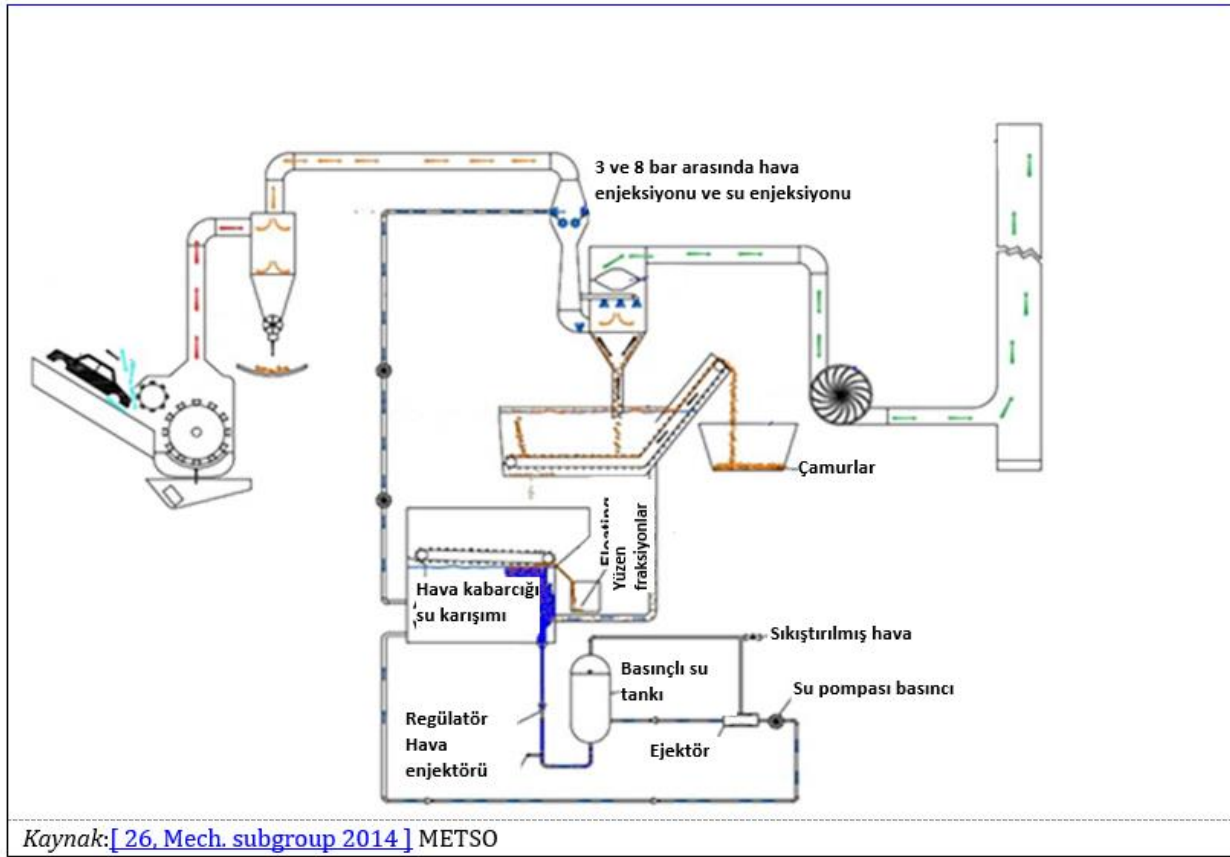 3 ve 8 bar arasında hava
enjeksiyonu ve su enjeksiyonu
Çamurlar
Floating
Yüzen
fraksiyonlar
Hava kabarcığı
su karışımı
Sıkıştırılmış hava
Basınçlı su
tankı
Su pompası basıncı
Regülatör
Hava
enjektörü
Ejektör
Kaynak:[ 26, Mech. subgroup 2014 ] METSO